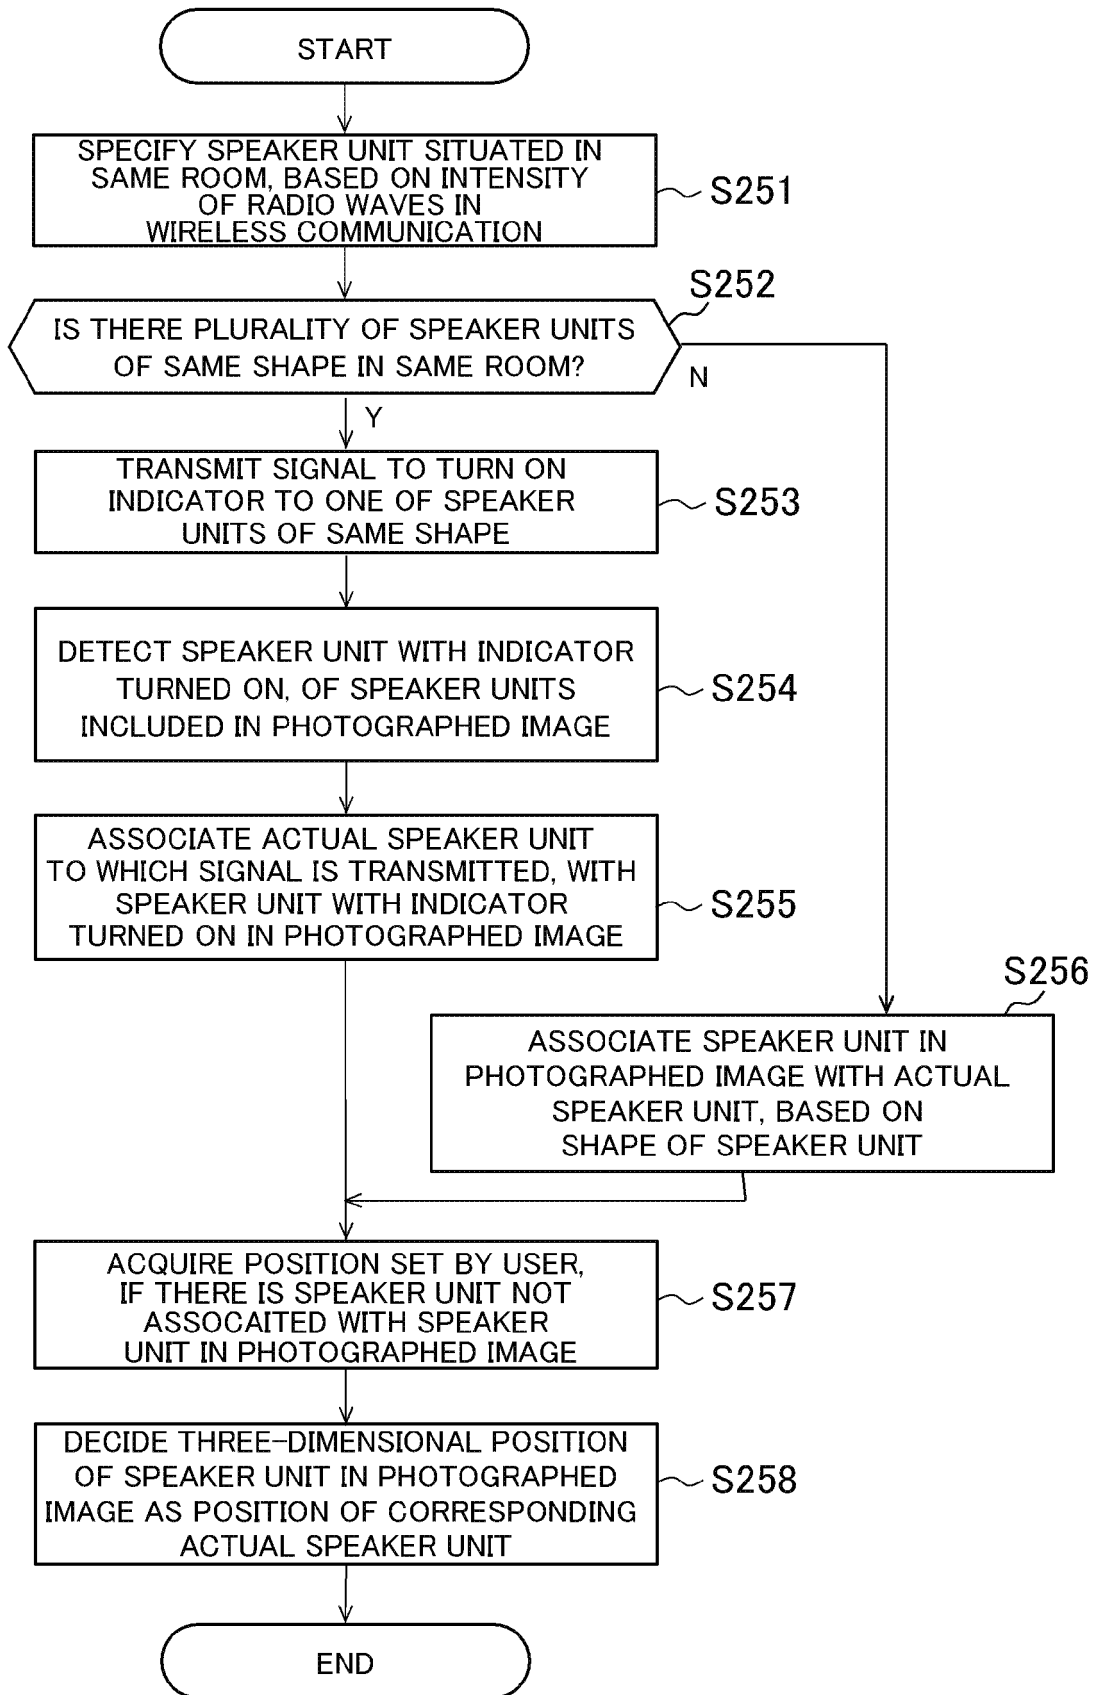 START
SPECIFY SPEAKER UNIT SITUATED IN
SAME ROOM, BASED ON INTENSITY
OF RADIO WAVES IN
WIRELESS COMMUNICATION
S251
S252
IS THERE PLURALITY OF SPEAKER UNITS
OF SAME SHAPE IN SAME ROOM?
N
Y
TRANSMIT SIGNAL TO TURN ON
INDICATOR TO ONE OF SPEAKER
UNITS OF SAME SHAPE
S253
DETECT SPEAKER UNIT WITH INDICATOR
TURNED ON, OF SPEAKER UNITS
INCLUDED IN PHOTOGRAPHED IMAGE
S254
ASSOCIATE ACTUAL SPEAKER UNIT
TO WHICH SIGNAL IS TRANSMITTED, WITH
SPEAKER UNIT WITH INDICATOR
TURNED ON IN PHOTOGRAPHED IMAGE
S255
S256
ASSOCIATE SPEAKER UNIT IN
PHOTOGRAPHED IMAGE WITH ACTUAL
SPEAKER UNIT, BASED ON
SHAPE OF SPEAKER UNIT
ACQUIRE POSITION SET BY USER,
IF THERE IS SPEAKER UNIT NOT
ASSOCAITED WITH SPEAKER
UNIT IN PHOTOGRAPHED IMAGE
S257
DECIDE THREE-DIMENSIONAL POSITION
OF SPEAKER UNIT IN PHOTOGRAPHED
IMAGE AS POSITION OF CORRESPONDING
ACTUAL SPEAKER UNIT
S258
END